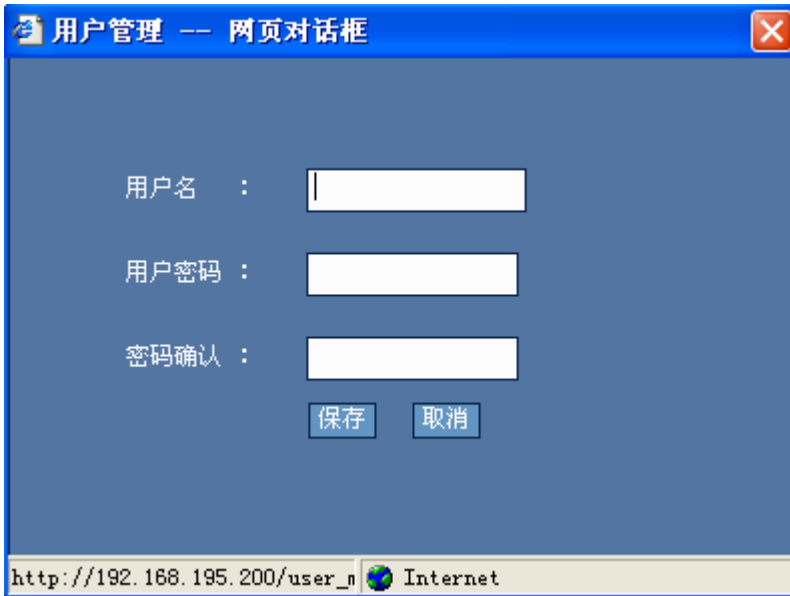 用户管理 -- 网页对话框
用户名 :
用户密码 :
密码确认 :
保存 取消
http://192.168.195.200/user_ Internet